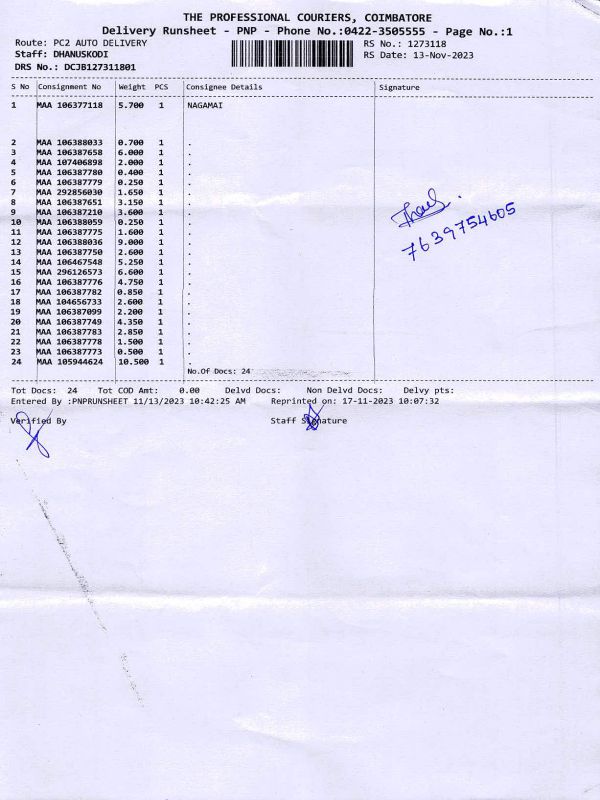 THE PROFESSIONAL COURIERS, COIMBATORE
Delivery Runsheet - PNP - Phone No.:0422-3505555 - Page No.:1
Route: PC2 AUTO DELIVERY RS No.: 1273118
Staff: DHANUSKODI RS Date: 13-Nov-2023
DRS No.: DCJB127311801
S No Consignment No Weight PCS Consignee Details Signature
1 MAA 106377118 5.700 1 NAGAMAI
2 MAA 106388033 0.700 1 .
3 MAA 106387658 6.000 1 .
4 MAA 107406898 2.000 1 .
5 MAA 106387780 0.400 1 .
6 MAA 106387779 0.250 1 .
7 MAA 292856030 1.650 1 .
8 MAA 106387651 3.150 1 .
9 MAA 106387210 3.600 1 .
10 MAA 106388059 0.250 1 .
11 MAA 106387775 1.600 1 .
12 MAA 106388036 9.000 1 .
13 MAA 106387750 2.600 1 .
14 MAA 106467548 5.250 1 .
15 MAA 296126573 6.600 1 .
16 MAA 106387776 4.750 1 .
17 MAA 106387782 0.850 1 .
18 MAA 104656733 2.600 1 .
19 MAA 106387099 2.200 1 .
20 MAA 106387749 4.350 1 .
21 MAA 106387783 2.850 1 .
22 MAA 106387778 1.500 1 .
23 MAA 106387773 0.500 1 .
24 MAA 105944624 10.500 1 .
7639754605
No.Of Docs: 24
Tot Docs: 24 Tot COD Amt: 0.00 Delvd Docs: Non Delvd Docs: Delvy pts:
Entered By :PNPRUNSHEET 11/13/2023 10:42:25 AM Reprinted on: 17-11-2023 10:07:32
Verified By Staff Signature